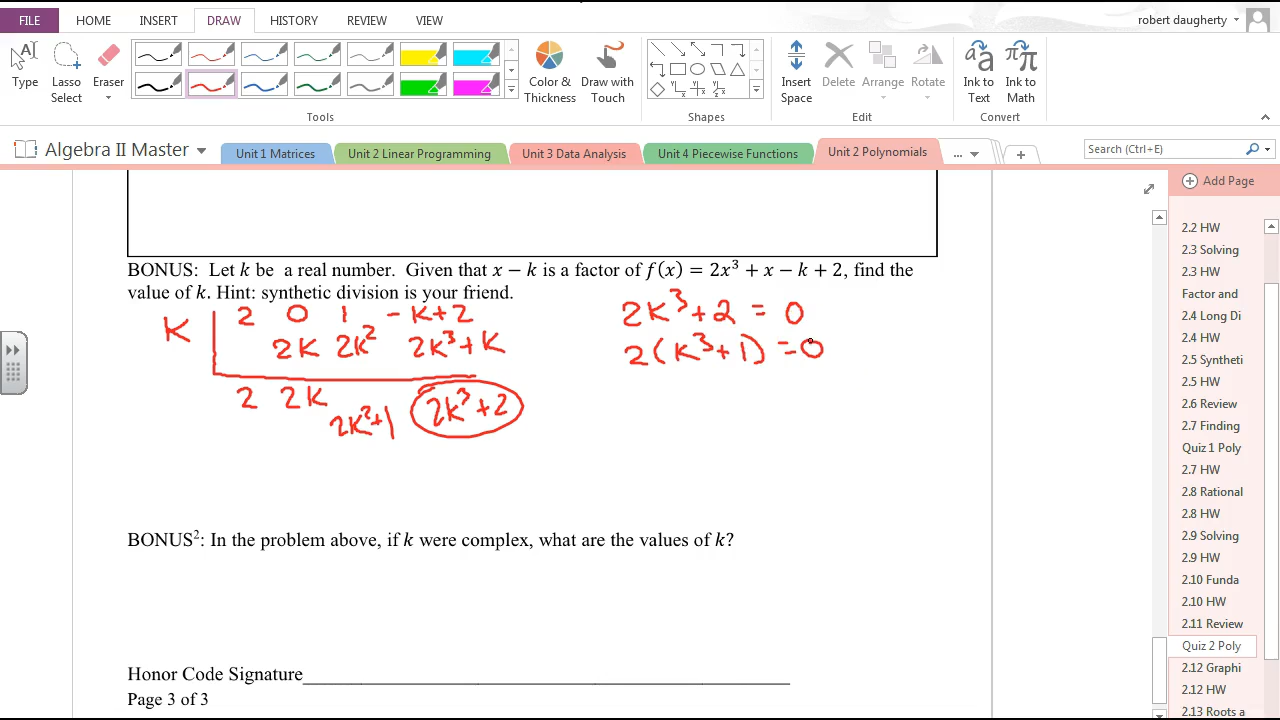 FILE HOME INSERT DRAW HISTORY REVIEW VIEW robert daugherty
Type Lasso Select Eraser Color & Thickness Draw with Touch Insert Space Delete Arrange Rotate Ink to Text Ink to Math
Tools Shapes Edit Convert
Algebra II Master Unit 1 Matrices Unit 2 Linear Programming Unit 3 Data Analysis Unit 4 Piecewise Functions Unit 2 Polynomials ... Search (Ctrl+E)
Add Page
2.2 HW
2.3 Solving
2.3 HW
Factor and
2.4 Long Di
2.4 HW
2.5 Syntheti
2.5 HW
2.6 Review
2.7 Finding
Quiz 1 Poly
2.7 HW
2.8 Rational
2.8 HW
2.9 Solving
2.9 HW
2.10 Funda
2.10 HW
2.11 Review
Quiz 2 Poly
2.12 Graphi
2.12 HW
2.13 Roots a
BONUS: Let k be a real number. Given that x − k is a factor of f(x) = 2x³ + x − k + 2, find the
value of k. Hint: synthetic division is your friend.
K 2 0 1 -K+2
2K 2K² 2K³+K
2 2K 2K²+1 2K³+2
2K³+2 = 0
2(K³+1) =0
BONUS²: In the problem above, if k were complex, what are the values of k?
Honor Code Signature
Page 3 of 3